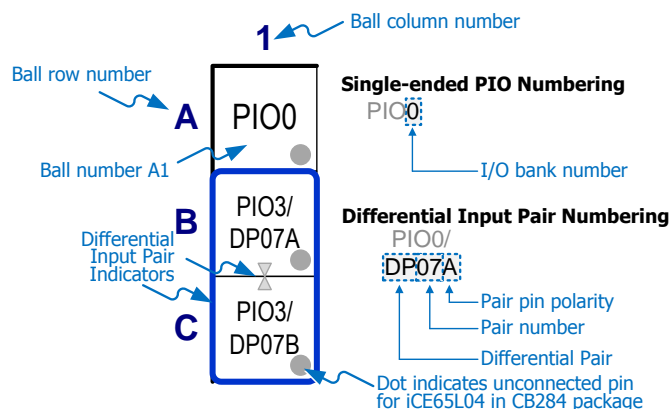 Ball column number
1
Ball row number
A
PIO0
Ball number A1
Single-ended PIO Numbering
PIO0
I/O bank number
B
PIO3/
DP07A
Differential
Input Pair
Indicators
C
PIO3/
DP07B
Differential Input Pair Numbering
PIO0/
DP07A
Pair pin polarity
Pair number
Differential Pair
Dot indicates unconnected pin
for iCE65L04 in CB284 package